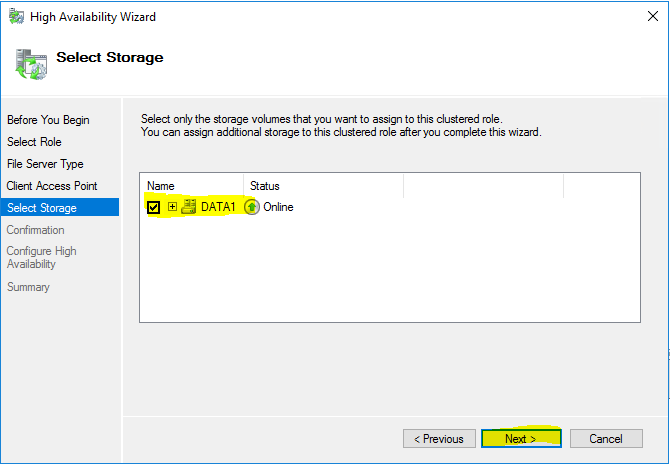 High Availability Wizard
Select Storage
Before You Begin
Select Role
File Server Type
Client Access Point
Select Storage
Confirmation
Configure High
Availability
Summary
Select only the storage volumes that you want to assign to this clustered role.
You can assign additional storage to this clustered role after you complete this wizard.
Name Status
DATA1 Online
< Previous Next > Cancel